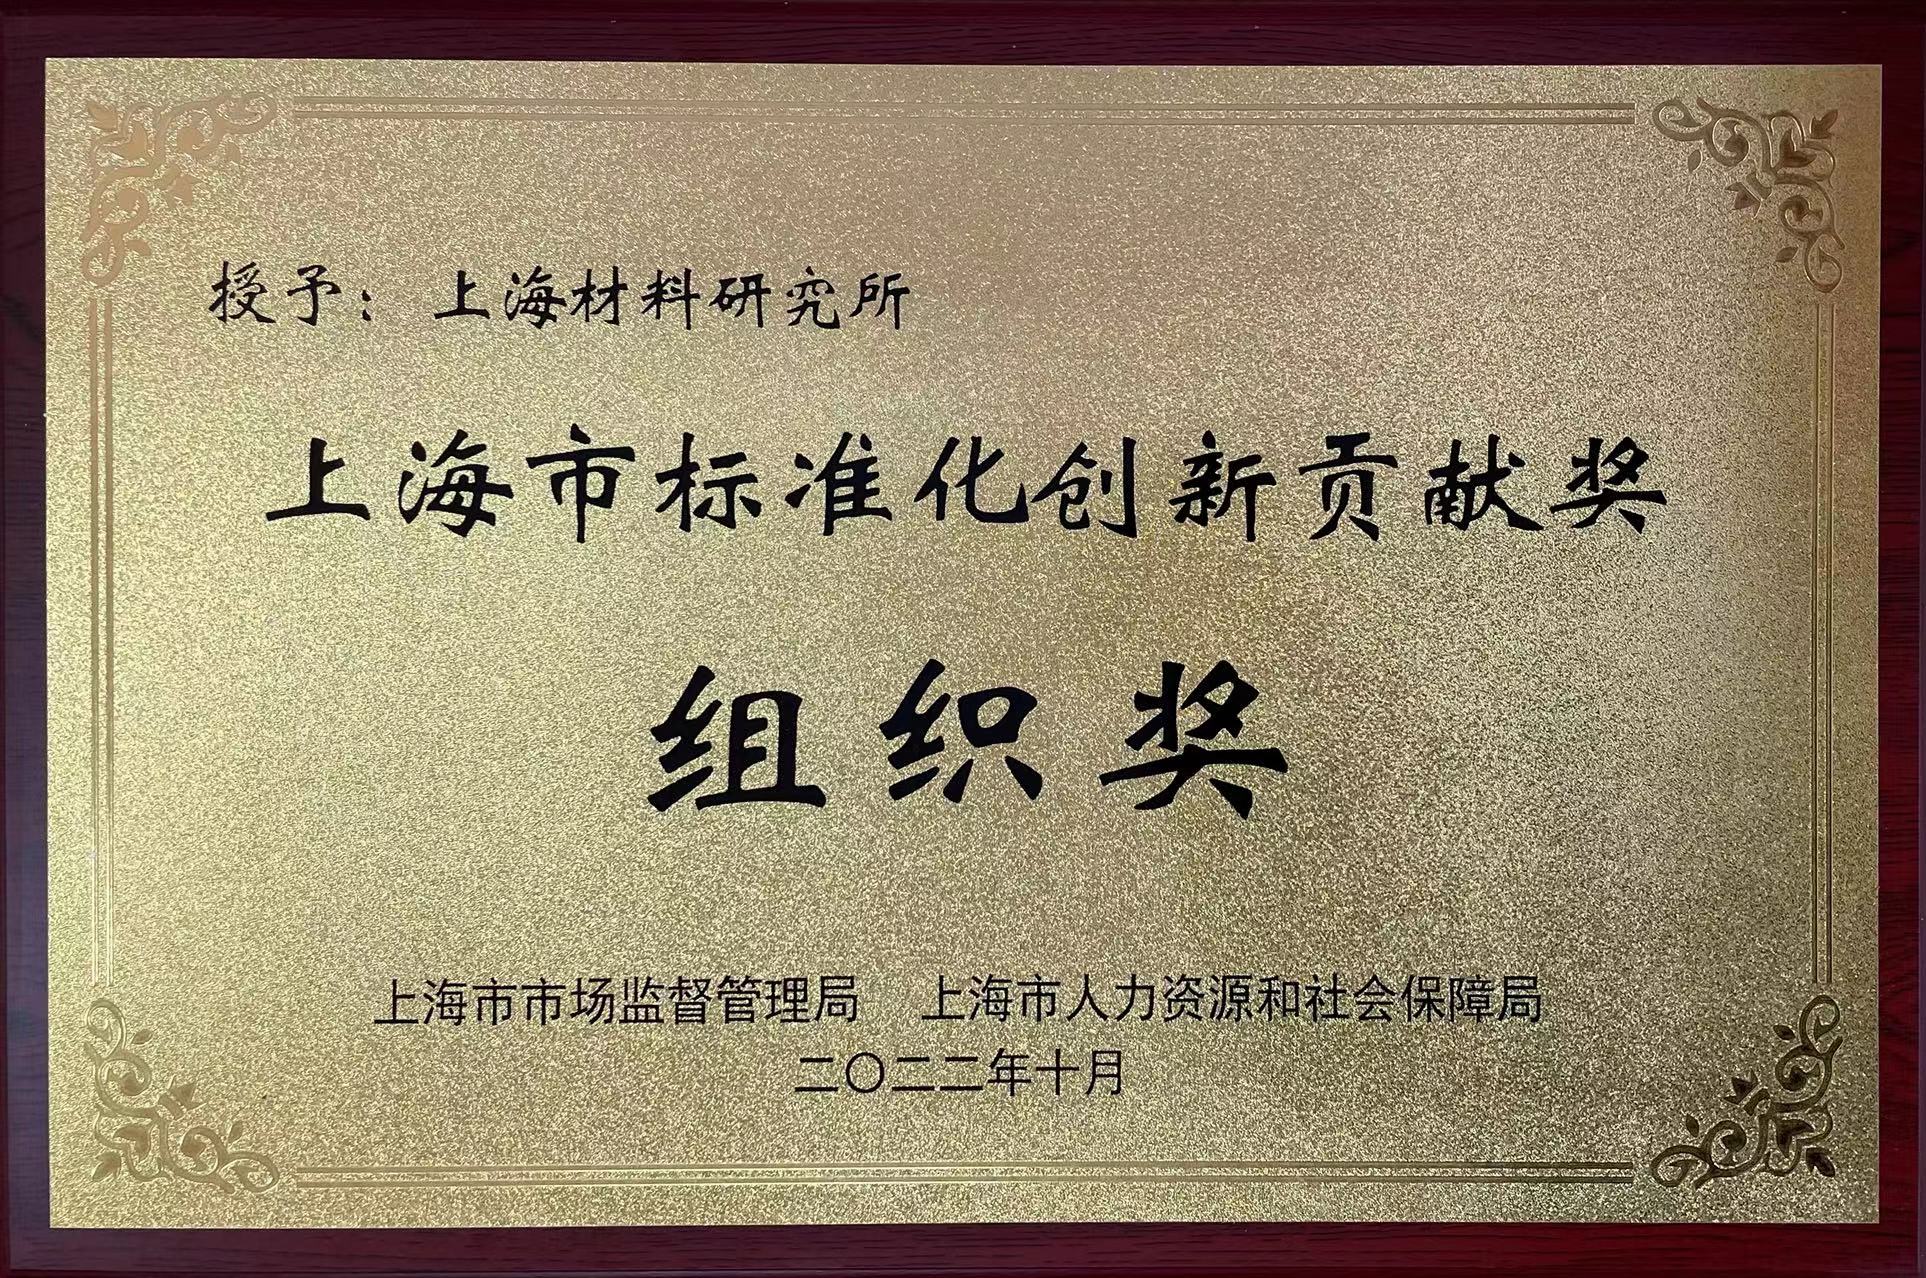 授予：上海材料研究所
上海市标准化创新贡献奖
组织奖
上海市市场监督管理局 上海市人力资源和社会保障局
二〇二二年十月